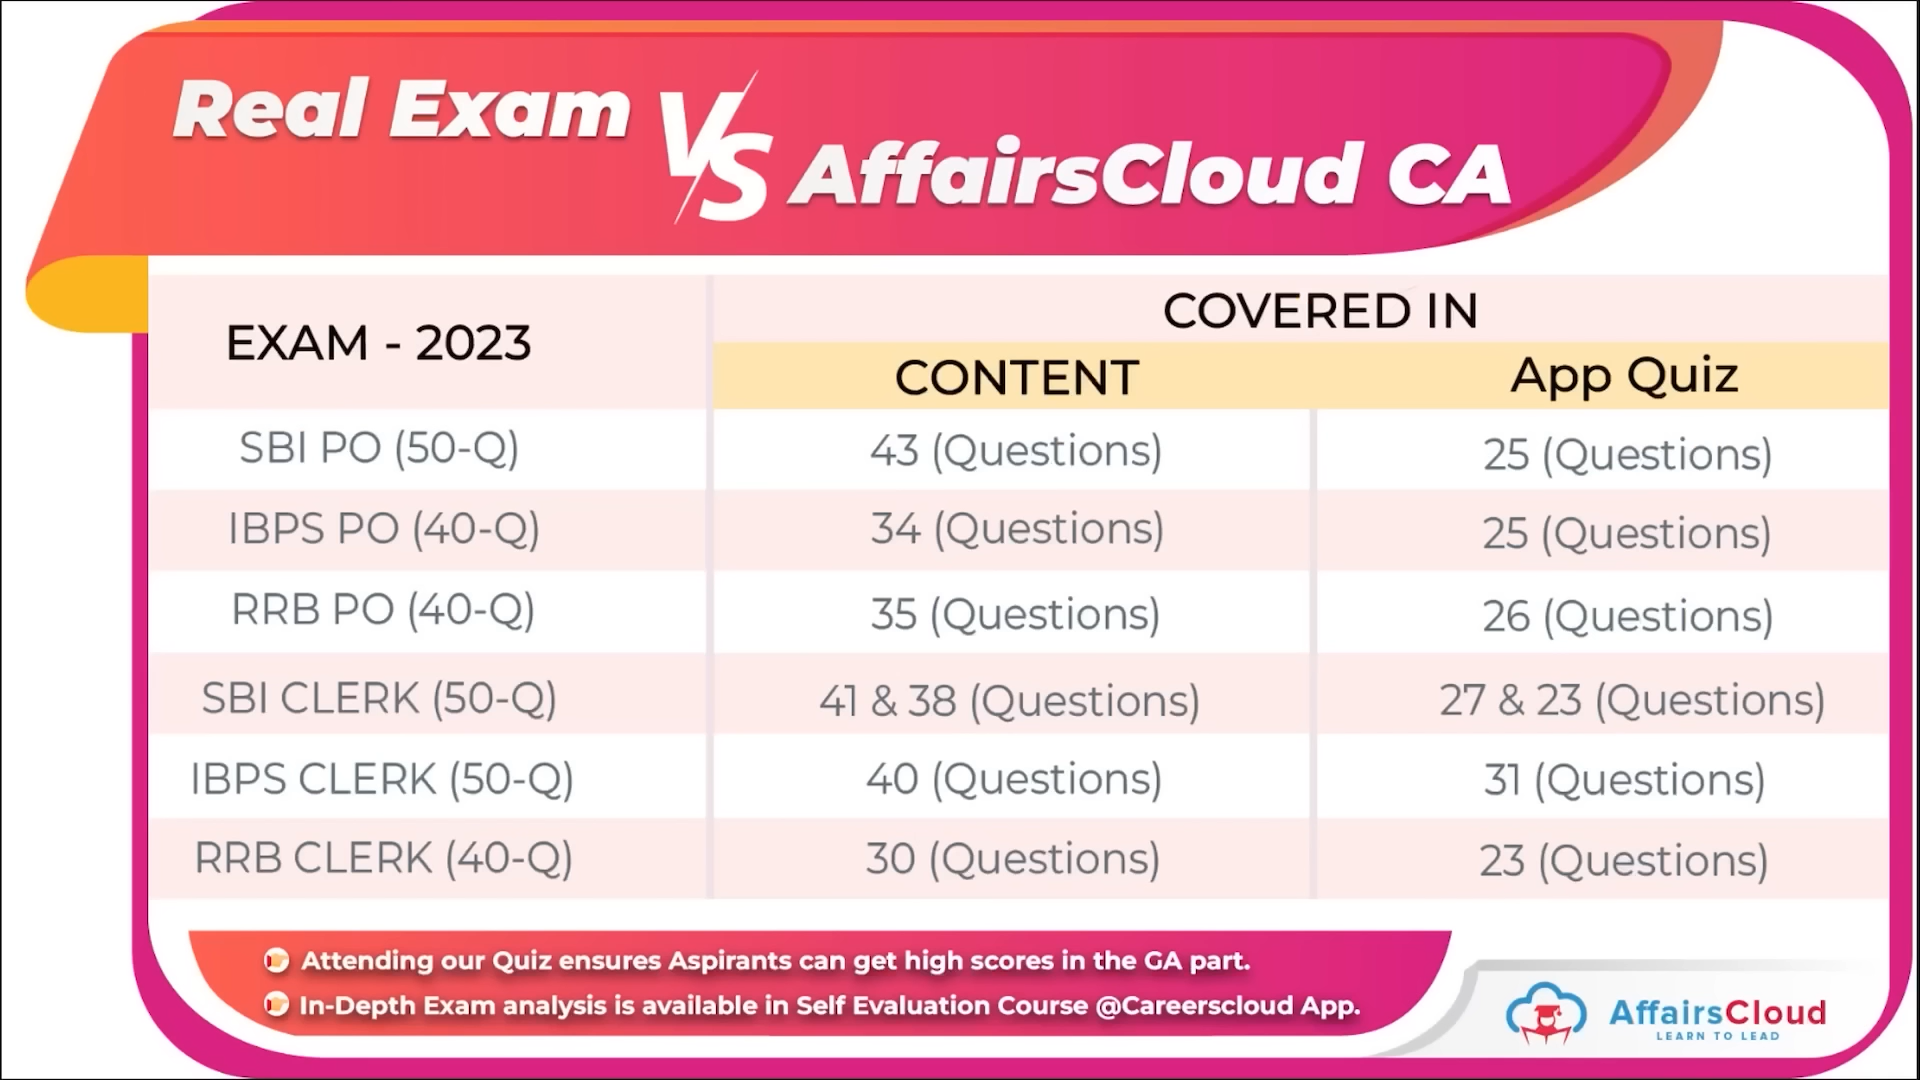 Real Exam VS AffairsCloud CA
EXAM - 2023
COVERED IN
CONTENT
App Quiz
SBI PO (50-Q)
43 (Questions)
25 (Questions)
IBPS PO (40-Q)
34 (Questions)
25 (Questions)
RRB PO (40-Q)
35 (Questions)
26 (Questions)
SBI CLERK (50-Q)
41 & 38 (Questions)
27 & 23 (Questions)
IBPS CLERK (50-Q)
40 (Questions)
31 (Questions)
RRB CLERK (40-Q)
30 (Questions)
23 (Questions)
Attending our Quiz ensures Aspirants can get high scores in the GA part.
In-Depth Exam analysis is available in Self Evaluation Course @Careerscloud App.
AffairsCloud
LEARN TO LEAD